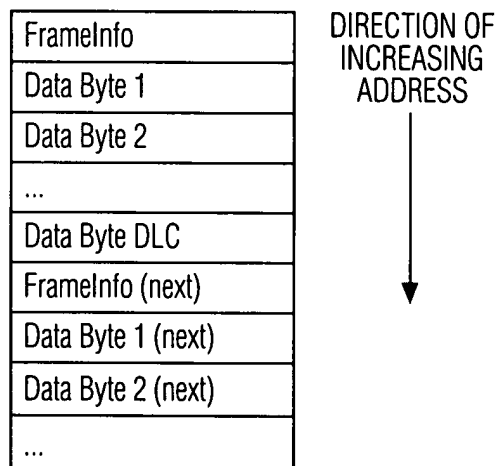 FrameInfo
Data Byte 1
Data Byte 2
...
Data Byte DLC
FrameInfo (next)
Data Byte 1 (next)
Data Byte 2 (next)
...
DIRECTION OF
INCREASING
ADDRESS